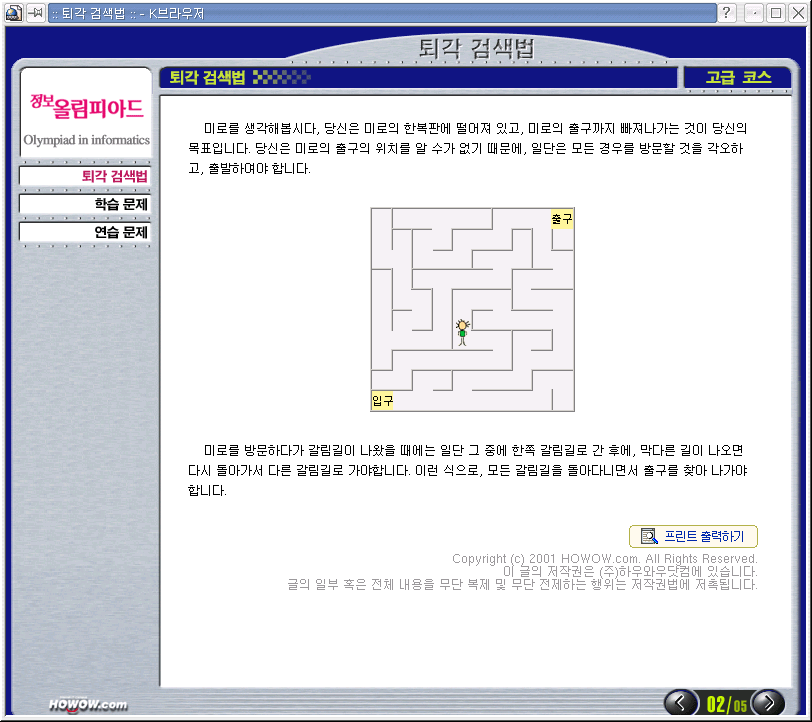 :: 퇴각 검색법 :: - K브라우저
퇴각 검색법
퇴각 검색법
고급 코스
정보올림피아드
Olympiad in informatics
퇴각 검색법
학습 문제
연습 문제
미로를 생각해봅시다, 당신은 미로의 한복판에 떨어져 있고, 미로의 출구까지 빠져나가는 것이 당신의
목표입니다. 당신은 미로의 출구의 위치를 알 수가 없기 때문에, 일단은 모든 경우를 방문할 것을 각오하
고, 출발하여야 합니다.
출구
입구
미로를 방문하다가 갈림길이 나왔을 때에는 일단 그 중에 한쪽 갈림길로 간 후에, 막다른 길이 나오면
다시 돌아가서 다른 갈림길로 가야합니다. 이런 식으로, 모든 갈림길을 돌아다니면서 출구를 찾아 나가야
합니다.
프린트 출력하기
Copyright (c) 2001 HOWOW.com. All Rights Reserved.
이 글의 저작권은 (주)하우와우닷컴에 있습니다.
글의 일부 혹은 전체 내용을 무단 복제 및 무단 전제하는 행위는 저작권법에 저촉됩니다.
HOWOW.com
02/05